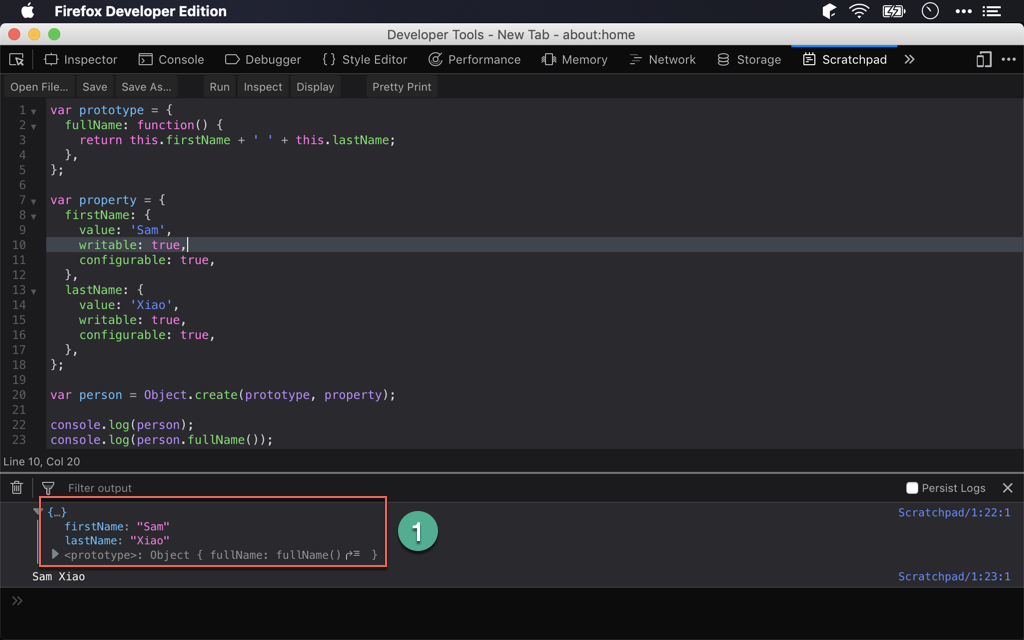 Firefox Developer Edition
Developer Tools - New Tab - about:home
Inspector Console Debugger { } Style Editor Performance Memory Network Storage Scratchpad
Open File... Save Save As... Run Inspect Display Pretty Print
1 var prototype = {
2 fullName: function() {
3 return this.firstName + ' ' + this.lastName;
4 },
5 };
6
7 var property = {
8 firstName: {
9 value: 'Sam',
10 writable: true,
11 configurable: true,
12 },
13 lastName: {
14 value: 'Xiao',
15 writable: true,
16 configurable: true,
17 },
18 };
19
20 var person = Object.create(prototype, property);
21
22 console.log(person);
23 console.log(person.fullName());
Line 10, Col 20
Filter output Persist Logs
{…} Scratchpad/1:22:1
firstName: "Sam"
lastName: "Xiao"
<prototype>: Object { fullName: fullName() }
1
Sam Xiao Scratchpad/1:23:1